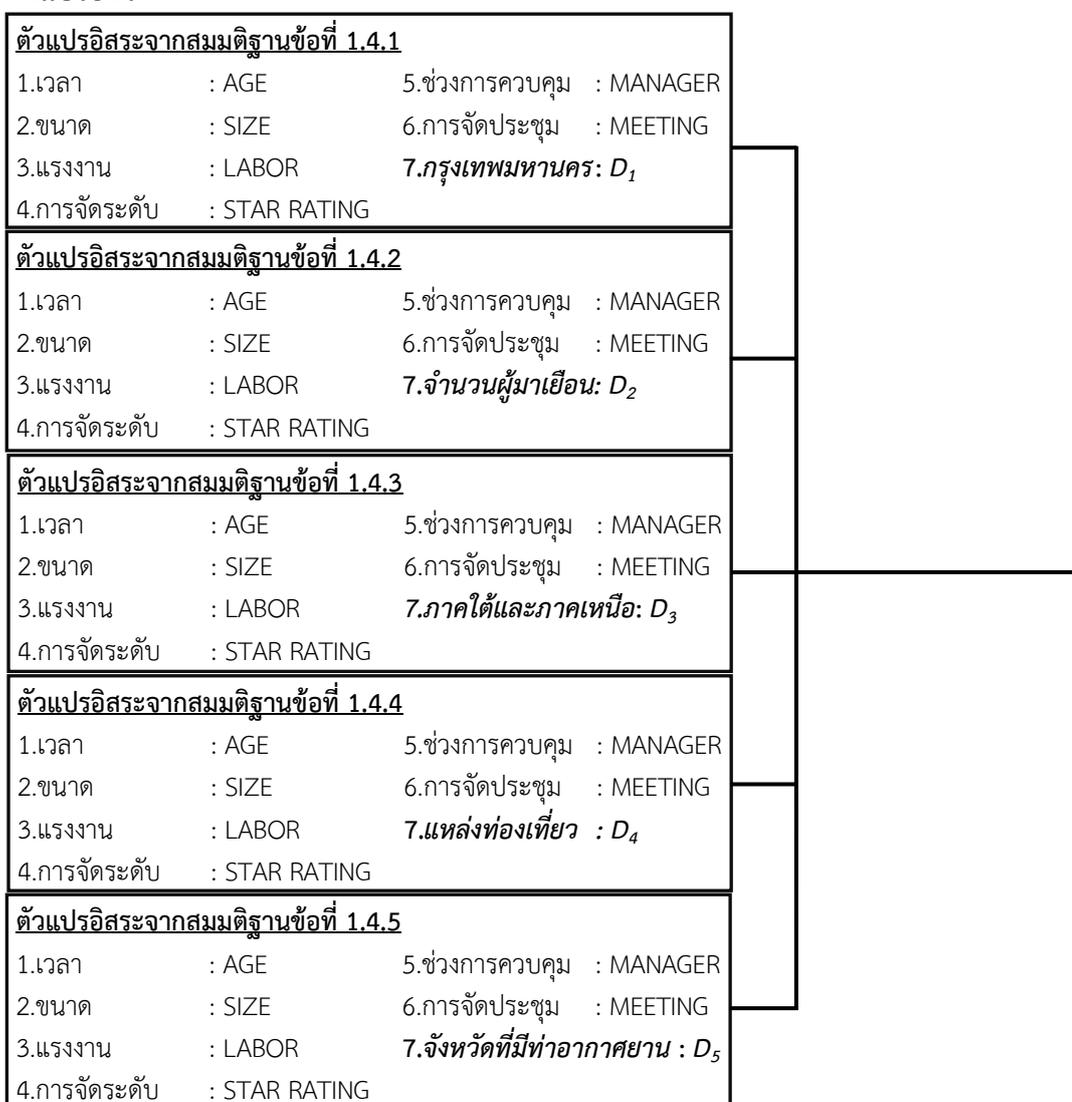 ตัวแปรอิสระจากสมมติฐานข้อที่ 1.4.1
1.เวลา : AGE 5.ช่วงการควบคุม : MANAGER
2.ขนาด : SIZE 6.การจัดประชุม : MEETING
3.แรงงาน : LABOR 7.กรุงเทพมหานคร: D1
4.การจัดระดับ : STAR RATING
ตัวแปรอิสระจากสมมติฐานข้อที่ 1.4.2
1.เวลา : AGE 5.ช่วงการควบคุม : MANAGER
2.ขนาด : SIZE 6.การจัดประชุม : MEETING
3.แรงงาน : LABOR 7.จำนวนผู้มาเยือน: D2
4.การจัดระดับ : STAR RATING
ตัวแปรอิสระจากสมมติฐานข้อที่ 1.4.3
1.เวลา : AGE 5.ช่วงการควบคุม : MANAGER
2.ขนาด : SIZE 6.การจัดประชุม : MEETING
3.แรงงาน : LABOR 7.ภาคใต้และภาคเหนือ: D3
4.การจัดระดับ : STAR RATING
ตัวแปรอิสระจากสมมติฐานข้อที่ 1.4.4
1.เวลา : AGE 5.ช่วงการควบคุม : MANAGER
2.ขนาด : SIZE 6.การจัดประชุม : MEETING
3.แรงงาน : LABOR 7.แหล่งท่องเที่ยว : D4
4.การจัดระดับ : STAR RATING
ตัวแปรอิสระจากสมมติฐานข้อที่ 1.4.5
1.เวลา : AGE 5.ช่วงการควบคุม : MANAGER
2.ขนาด : SIZE 6.การจัดประชุม : MEETING
3.แรงงาน : LABOR 7.จังหวัดที่มีท่าอากาศยาน : D5
4.การจัดระดับ : STAR RATING